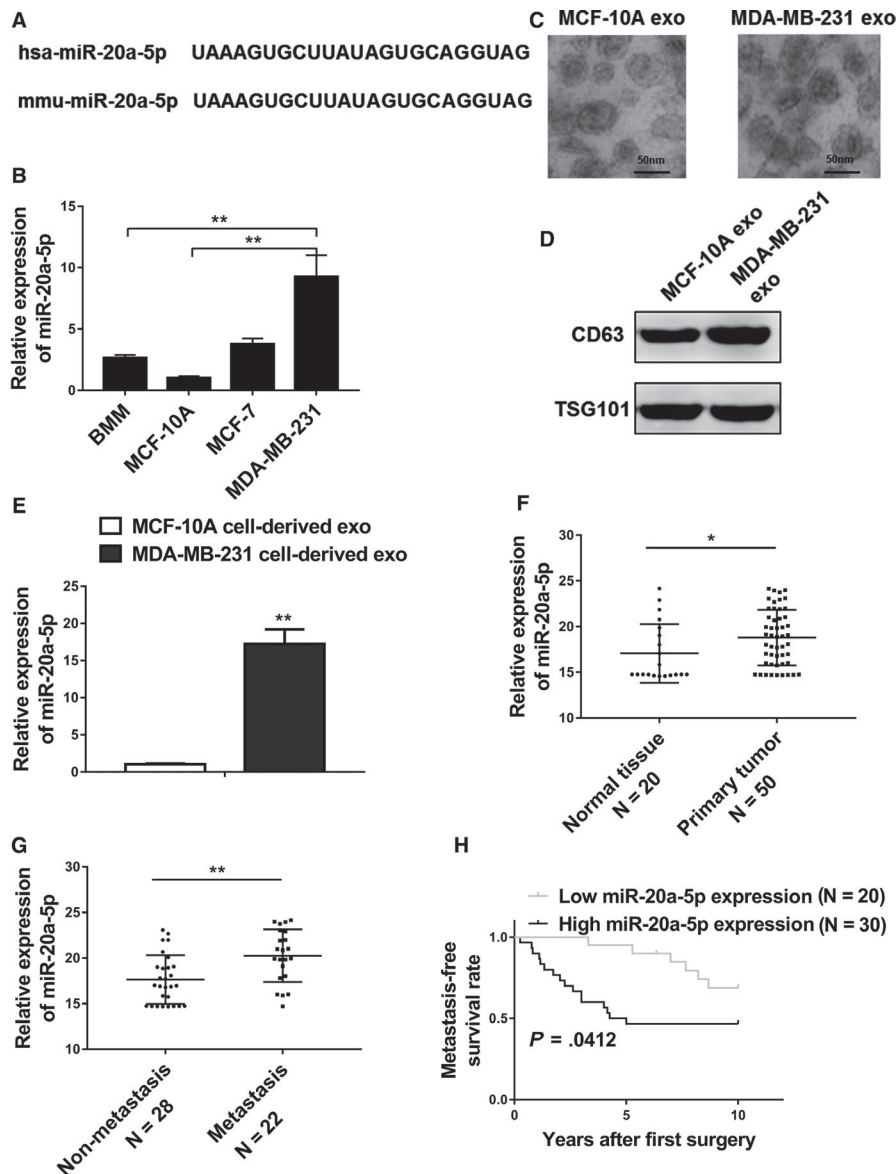 A
hsa-miR-20a-5p UAAAGUGCUUAUAGUGCAGGUAG
mmu-miR-20a-5p UAAAGUGCUUAUAGUGCAGGUAG
B
Relative expression
of miR-20a-5p
15
10
5
0
**
**
BMM
MCF-10A
MCF-7
MDA-MB-231
C
MCF-10A exo
MDA-MB-231 exo
50nm
50nm
D
MCF-10A exo
MDA-MB-231
exo
CD63
TSG101
E
MCF-10A cell-derived exo
MDA-MB-231 cell-derived exo
Relative expression
of miR-20a-5p
25
20
15
10
5
0
**
F
Relative expression
of miR-20a-5p
30
25
20
15
10
*
Normal tissue
N = 20
Primary tumor
N = 50
G
Relative expression
of miR-20a-5p
30
25
20
15
10
**
Non-metastasis
N = 28
Metastasis
N = 22
H
Low miR-20a-5p expression (N = 20)
High miR-20a-5p expression (N = 30)
Metastasis-free
survival rate
1.0
0.5
0.0
P = .0412
0
5
10
Years after first surgery